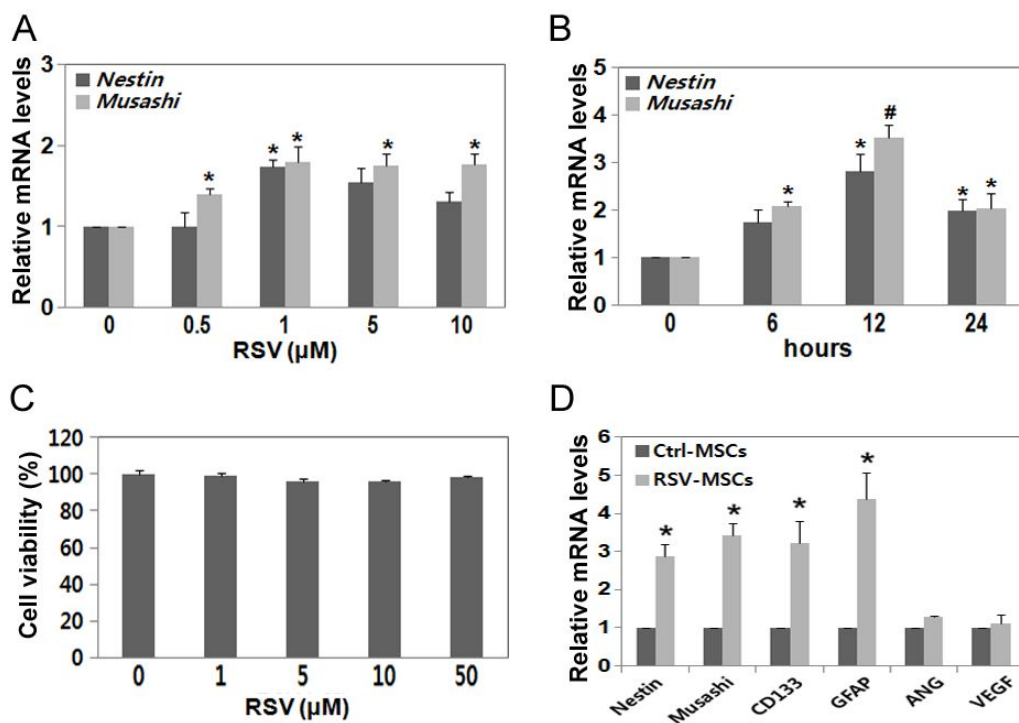 A
Relative mRNA levels
3
2
1
0
Nestin
Musashi
*
*
*
*
*
0
0.5
1
5
10
RSV (µM)
B
Relative mRNA levels
5
4
3
2
1
0
Nestin
Musashi
*
*
#
*
*
0
6
12
24
hours
C
Cell viability (%)
120
100
80
60
40
20
0
0
1
5
10
50
RSV (µM)
D
Relative mRNA levels
6
5
4
3
2
1
0
Ctrl-MSCs
RSV-MSCs
*
*
*
*
Nestin
Musashi
CD133
GFAP
ANG
VEGF